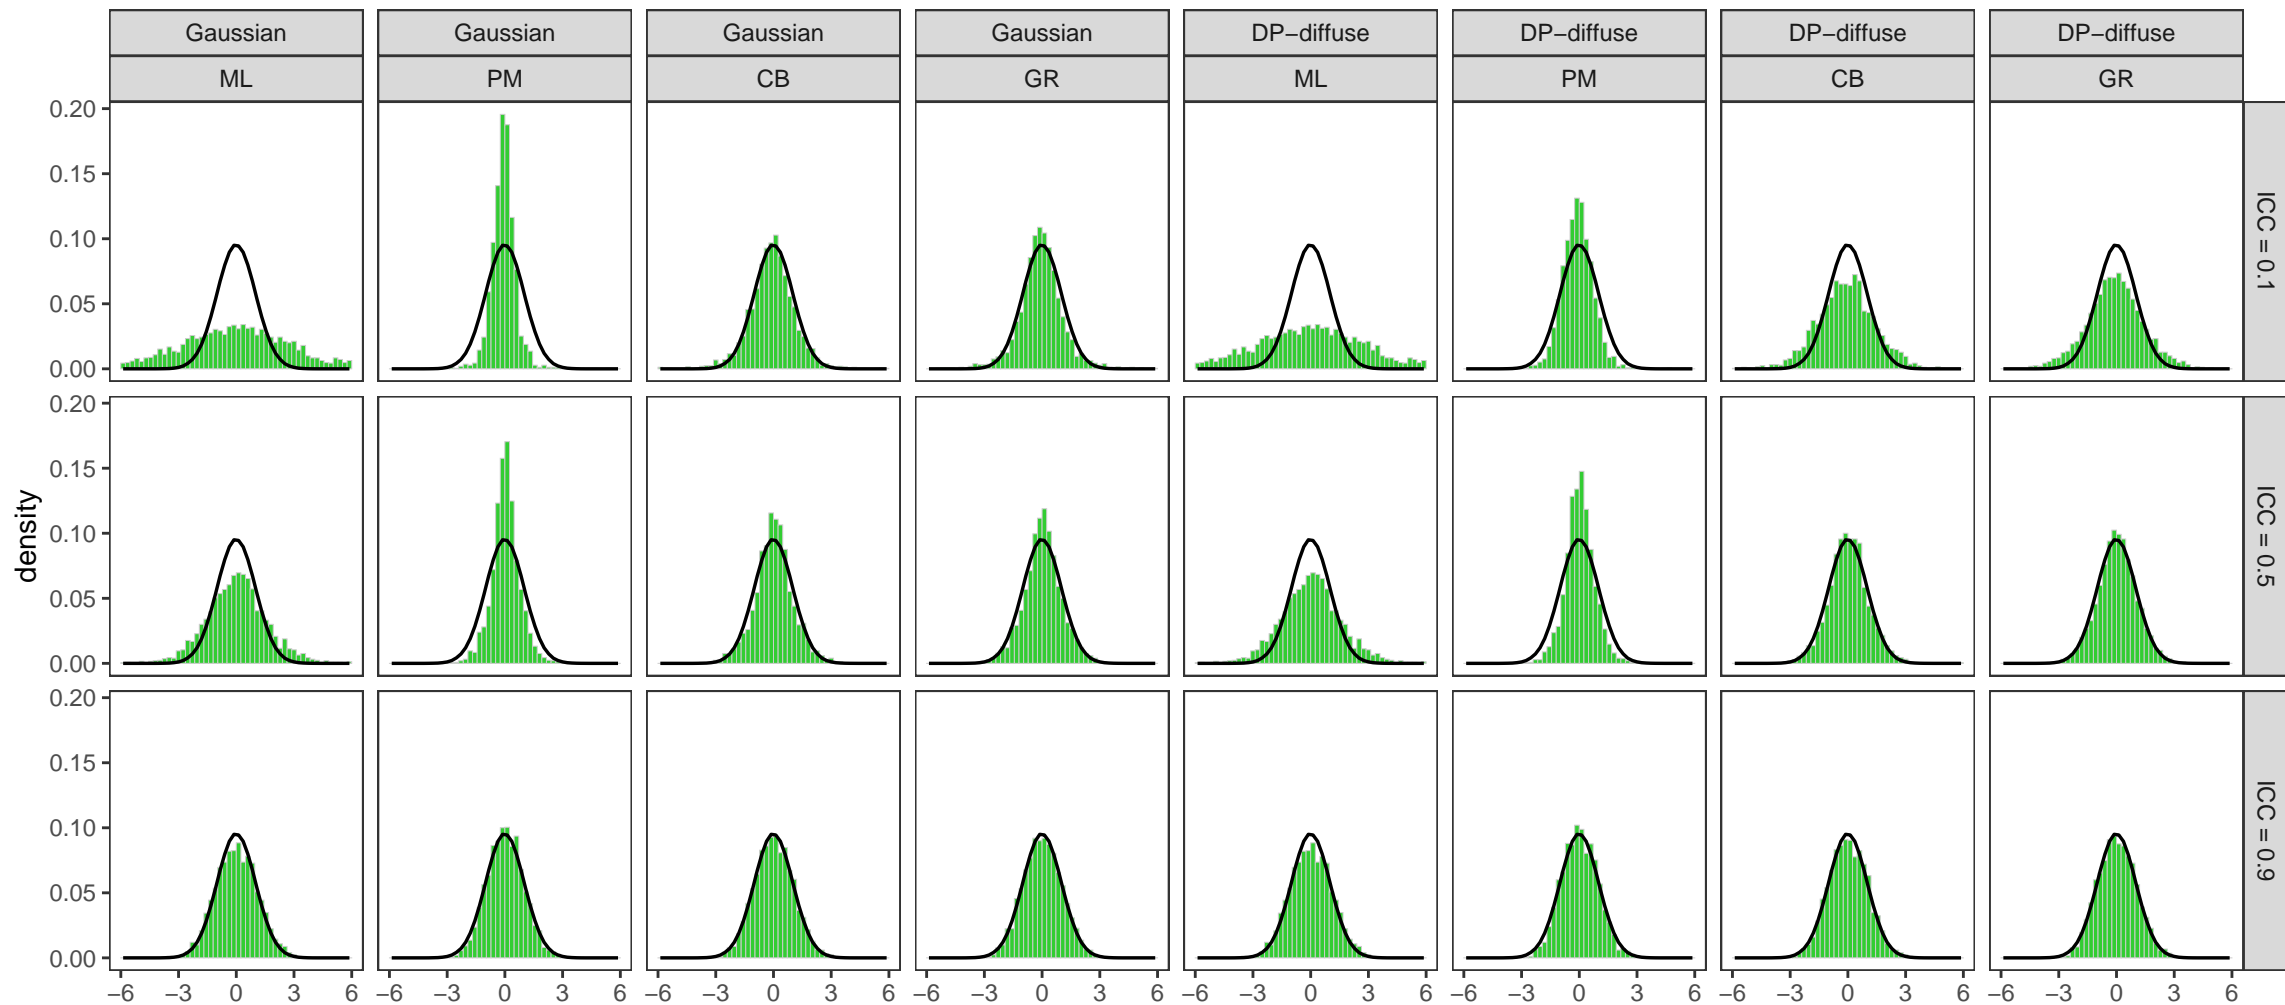 Gaussian Gaussian Gaussian Gaussian DP−diffuse DP−diffuse DP−diffuse DP−diffuse
ML PM CB GR ML PM CB GR
0.20
0.15
0.10
0.05
0.00
ICC = 0.1
0.20
0.15
0.10
0.05
0.00
ICC = 0.5
density
0.20
0.15
0.10
0.05
0.00
ICC = 0.9
−6 −3 0 3 6 −6 −3 0 3 6 −6 −3 0 3 6 −6 −3 0 3 6 −6 −3 0 3 6 −6 −3 0 3 6 −6 −3 0 3 6 −6 −3 0 3 6